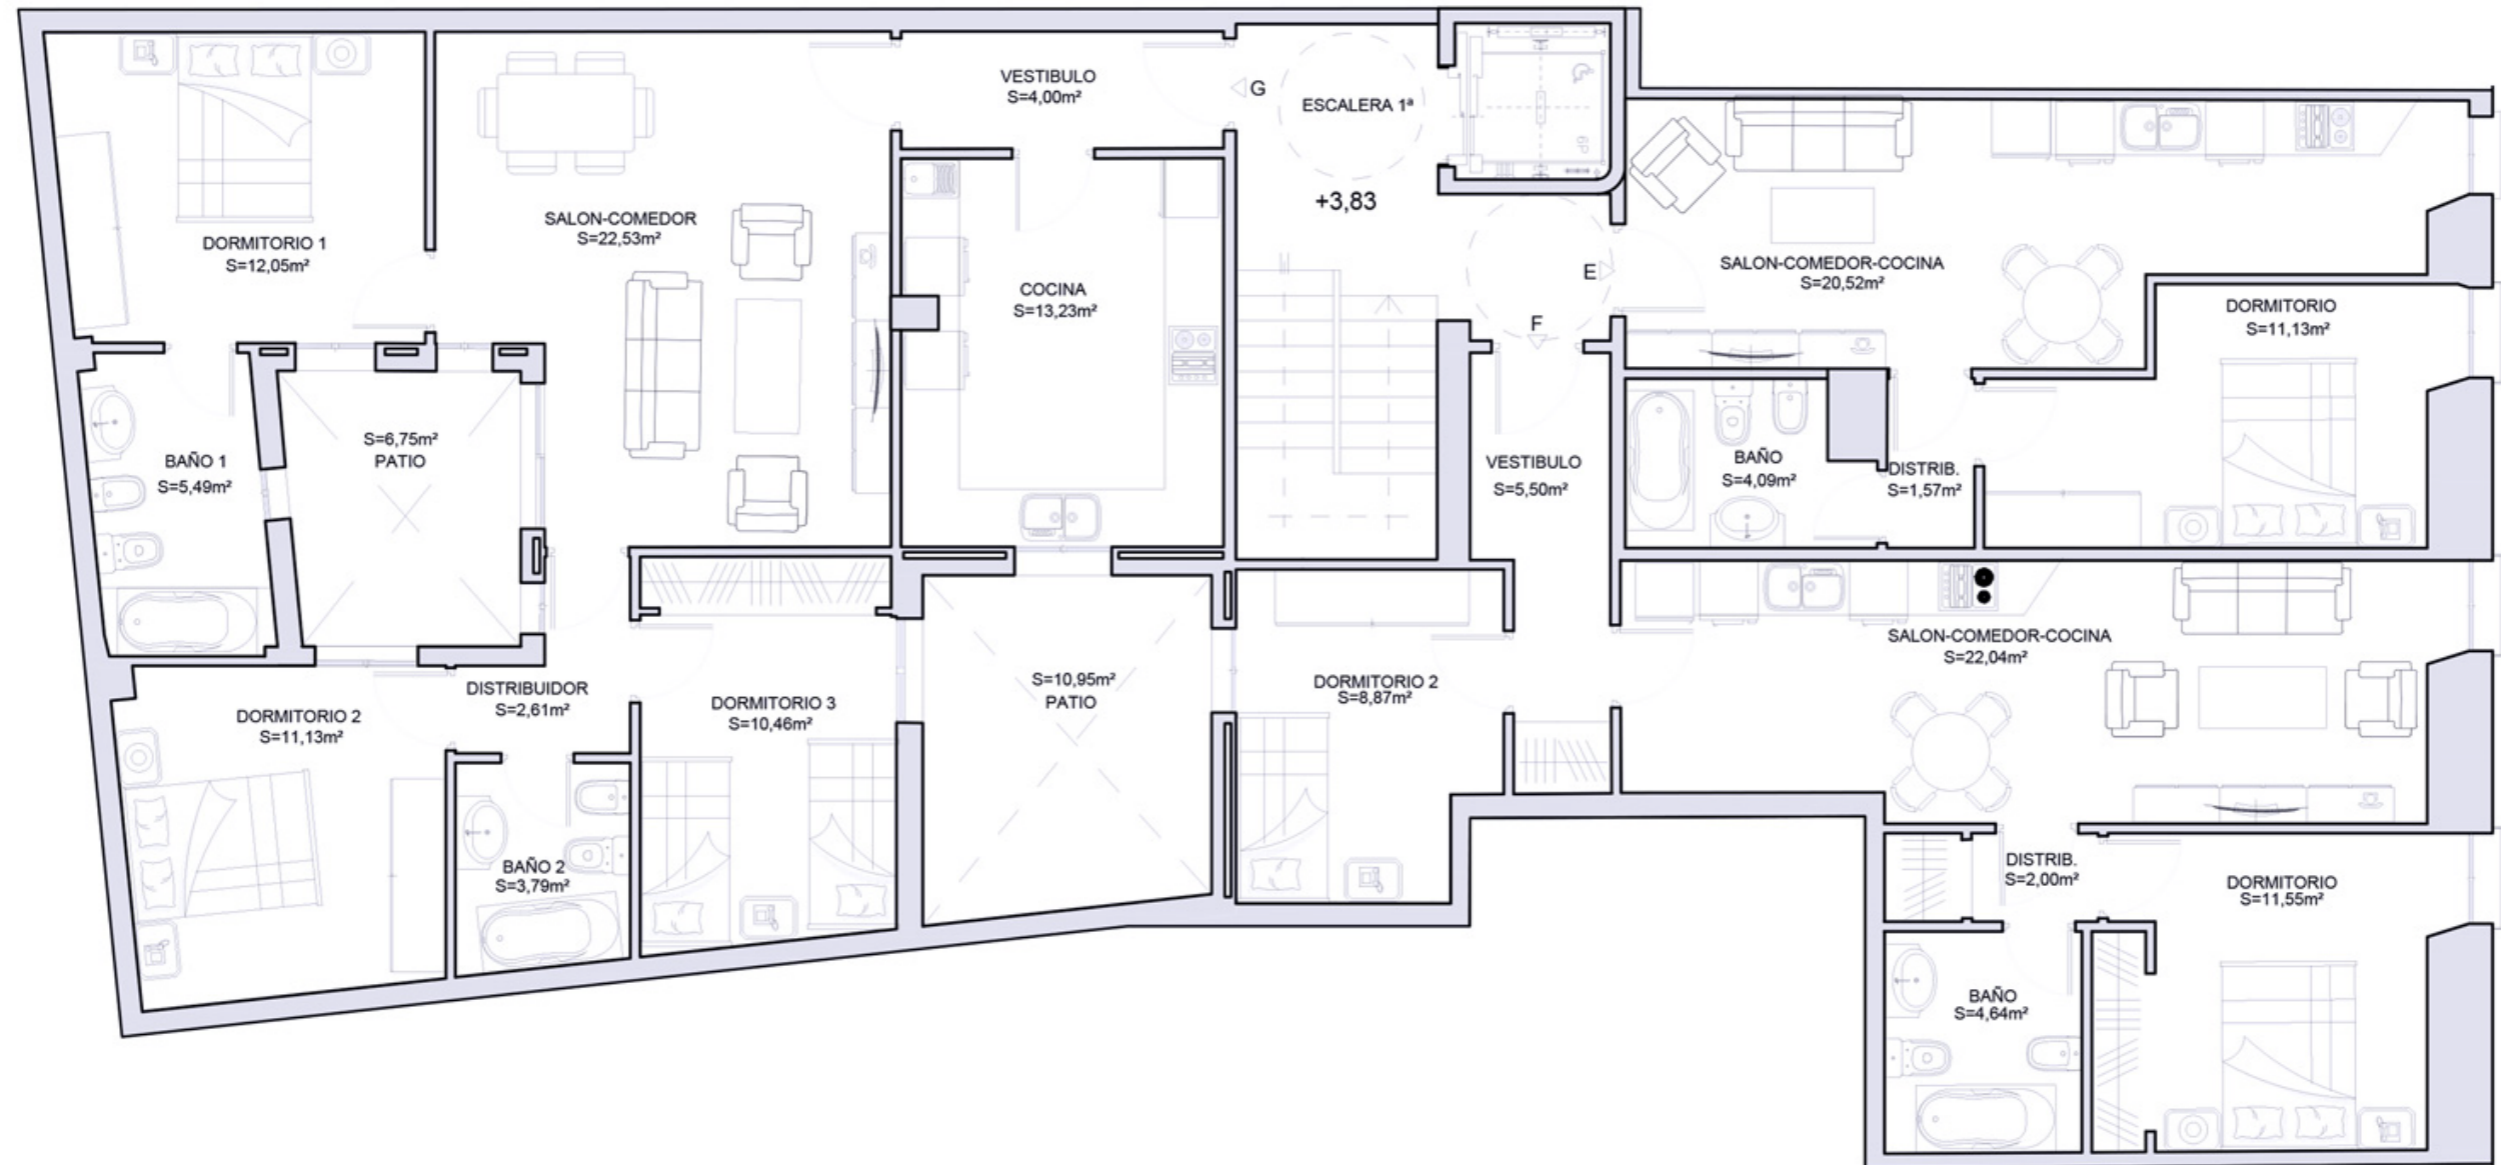 VESTIBULO
S=4,00m²
G
ESCALERA 1ª
6P
+3,83
SALON-COMEDOR
S=22,53m²
DORMITORIO 1
S=12,05m²
COCINA
S=13,23m²
E
SALON-COMEDOR-COCINA
S=20,52m²
F
DORMITORIO
S=11,13m²
S=6,75m²
PATIO
BAÑO 1
S=5,49m²
VESTIBULO
S=5,50m²
BAÑO
S=4,09m²
DISTRIB.
S=1,57m²
SALON-COMEDOR-COCINA
S=22,04m²
DISTRIBUIDOR
S=2,61m²
DORMITORIO 2
S=11,13m²
DORMITORIO 3
S=10,46m²
S=10,95m²
PATIO
DORMITORIO 2
S=8,87m²
BAÑO 2
S=3,79m²
DISTRIB.
S=2,00m²
DORMITORIO
S=11,55m²
BAÑO
S=4,64m²